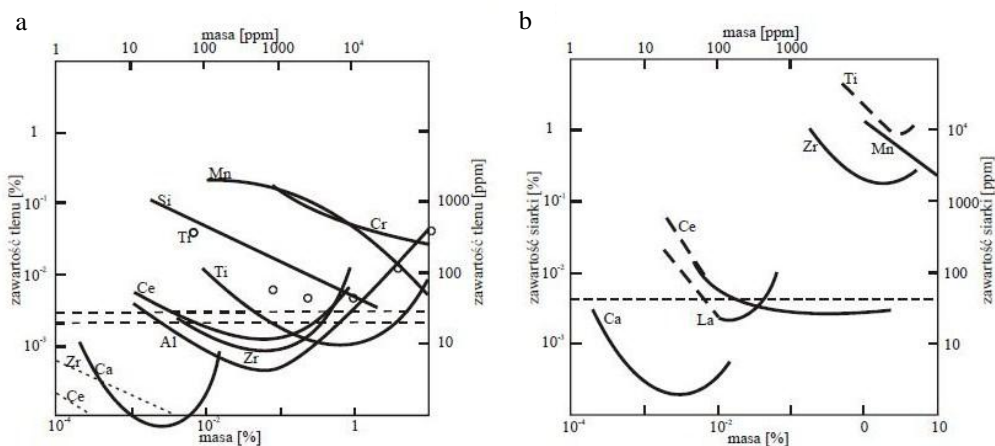 a
masa [ppm]
1 10 100 1000 10⁴
zawartość tlenu [%]
1
10⁻¹
10⁻²
10⁻³
10⁻⁴ 10⁻² 1
masa [%]
zawartość tlenu [ppm]
1000
100
10
Mn
Si
Cr
Ti
Ti
Ce
Al
Zr
Ca
Zr
Ce
b
masa [ppm]
1 10 100 1000
zawartość siarki [%]
1
10⁻¹
10⁻²
10⁻³
10⁻⁴ 10⁻² 1 10
masa [%]
zawartość siarki [ppm]
10⁴
1000
100
10
Ti
Mn
Zr
Ce
La
Ca